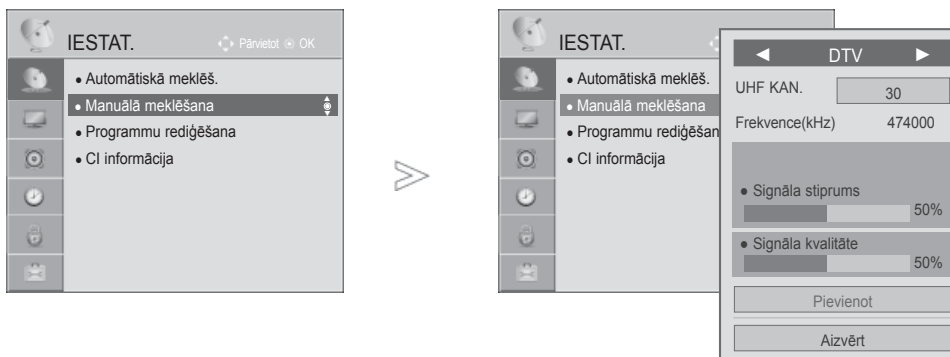 IESTAT.
Pārvietot OK
● Automātiskā meklēš.
● Manuālā meklēšana
● Programmu rediģēšana
● CI informācija
IESTAT.
● Automātiskā meklēš.
● Manuālā meklēšana
● Programmu rediģēšan
● CI informācija
◄ DTV ►
UHF KAN. 30
Frekvence(kHz) 474000
● Signāla stiprums
50%
● Signāla kvalitāte
50%
Pievienot
Aizvērt